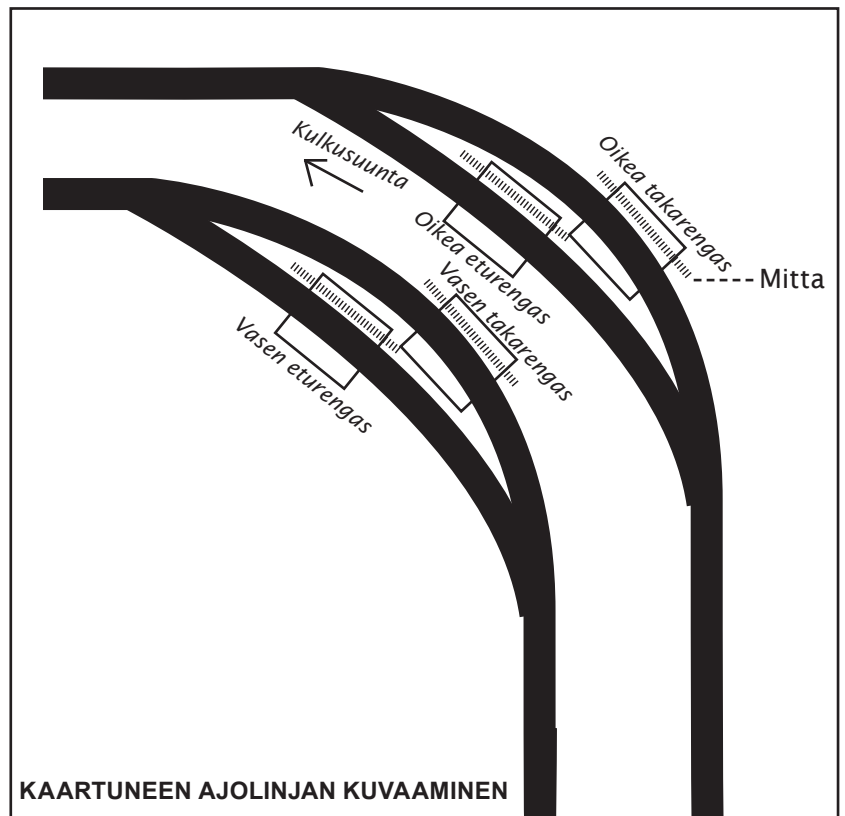 Kulkusuunta
Oikea takarengas
Mitta
Oikea eturengas
Vasen takarengas
Vasen eturengas
KAARTUNEEN AJOLINJAN KUVAAMINEN